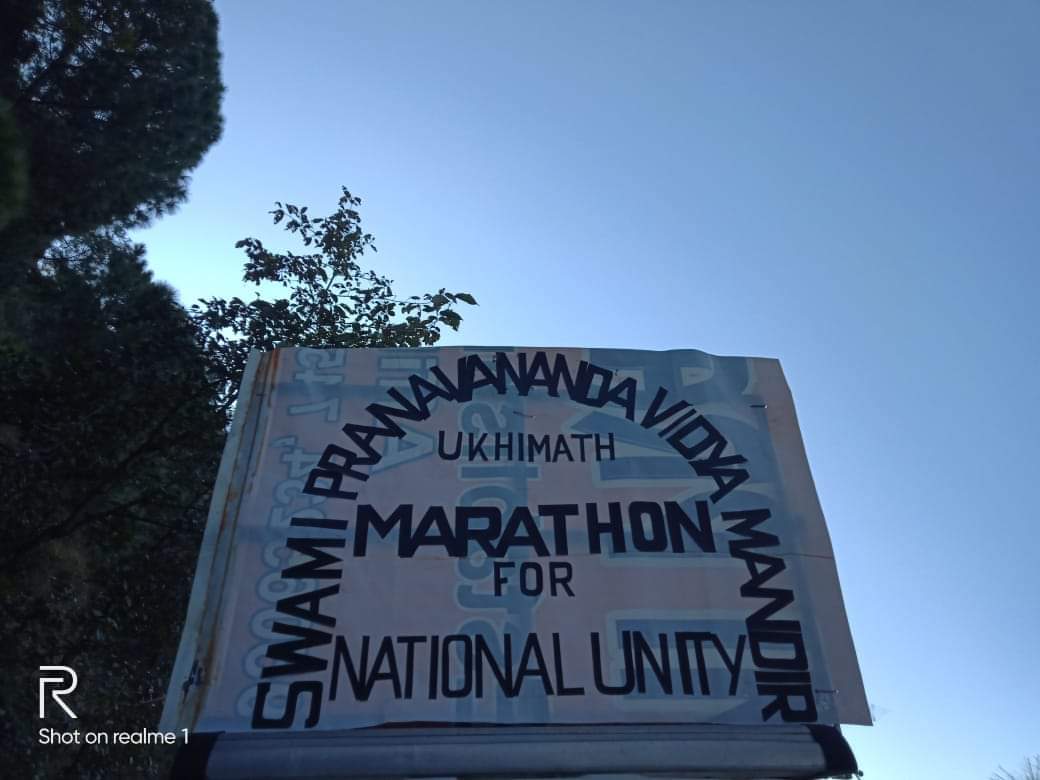 SWAMI PRANAVANANDA VIDYA MANDIR
UKHIMATH
MARATHON
FOR
NATIONAL UNITY
Shot on realme 1